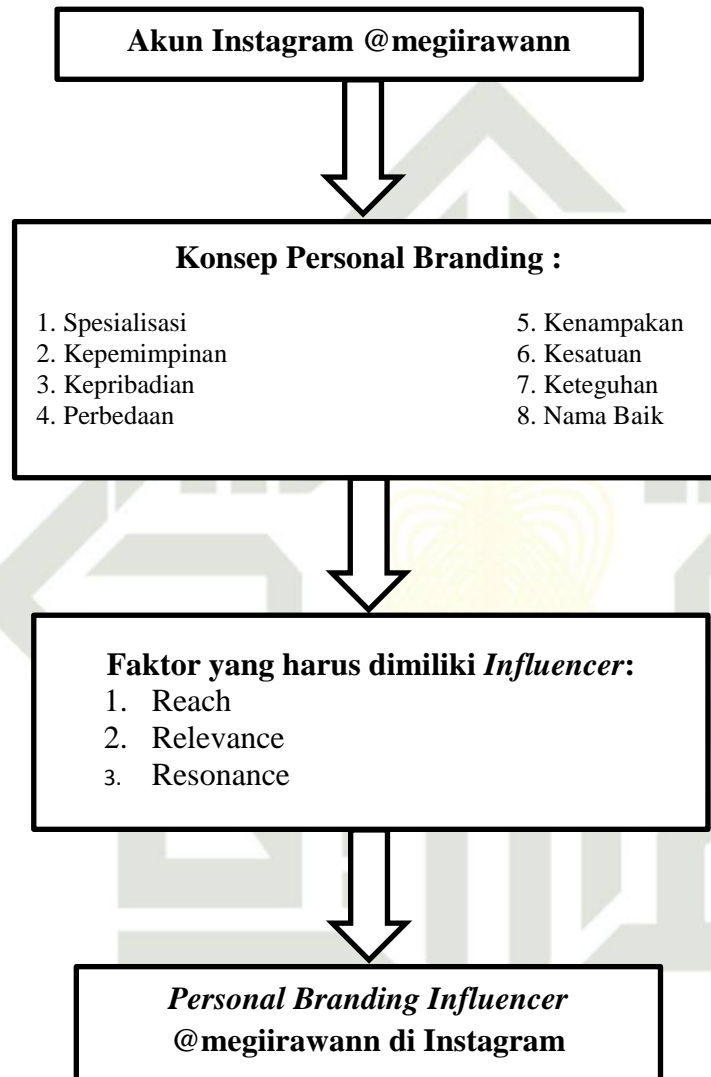 Akun Instagram @megiirawann
Konsep Personal Branding :
1. Spesialisasi
2. Kepemimpinan
3. Kepribadian
4. Perbedaan
5. Kenampakan
6. Kesatuan
7. Keteguhan
8. Nama Baik
Faktor yang harus dimiliki Influencer:
1. Reach
2. Relevance
3. Resonance
Personal Branding Influencer
@megiirawann di Instagram